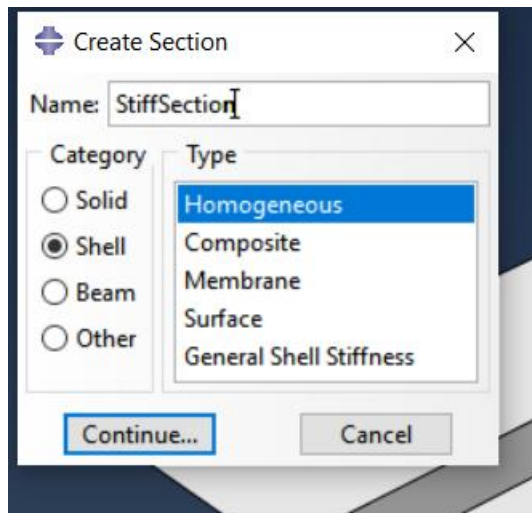 Create Section
Name: StiffSection
Category
Type
Solid
Shell
Beam
Other
Homogeneous
Composite
Membrane
Surface
General Shell Stiffness
Continue...
Cancel